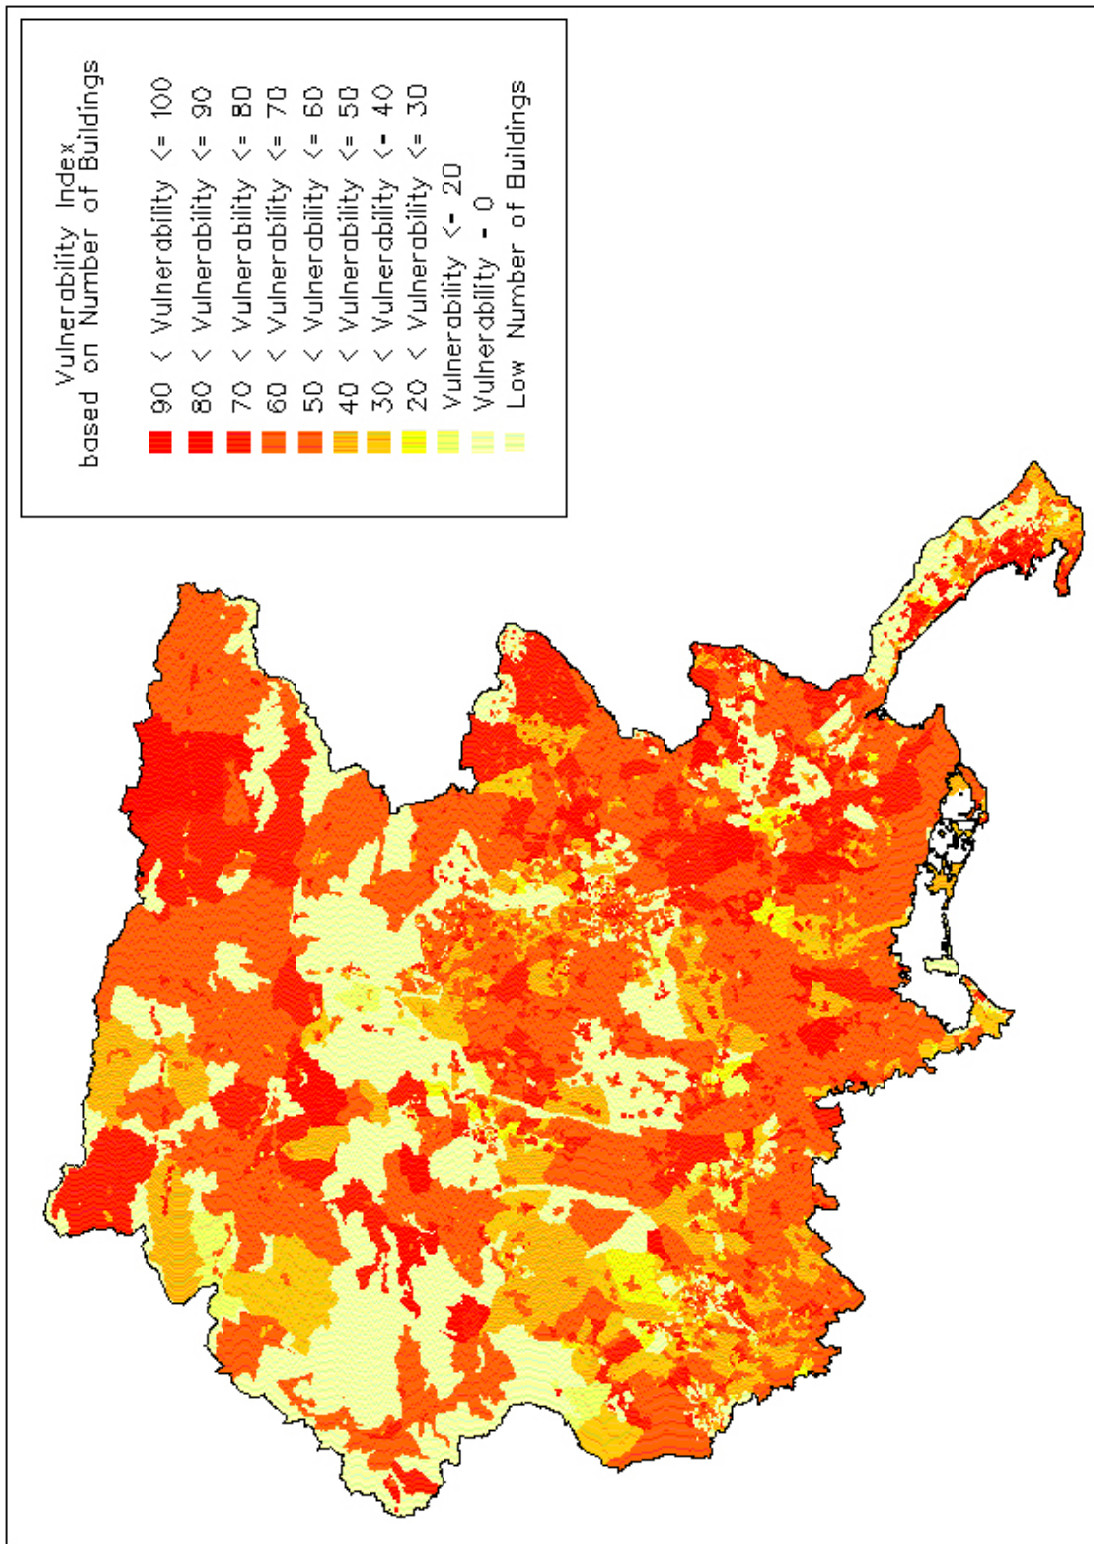 Vulnerability Index
based on Number of Buildings
90 < Vulnerability <= 100
80 < Vulnerability <= 90
70 < Vulnerability <= 80
60 < Vulnerability <= 70
50 < Vulnerability <= 60
40 < Vulnerability <= 50
30 < Vulnerability <= 40
20 < Vulnerability <= 30
Vulnerability <= 20
Vulnerability = 0
Low Number of Buildings